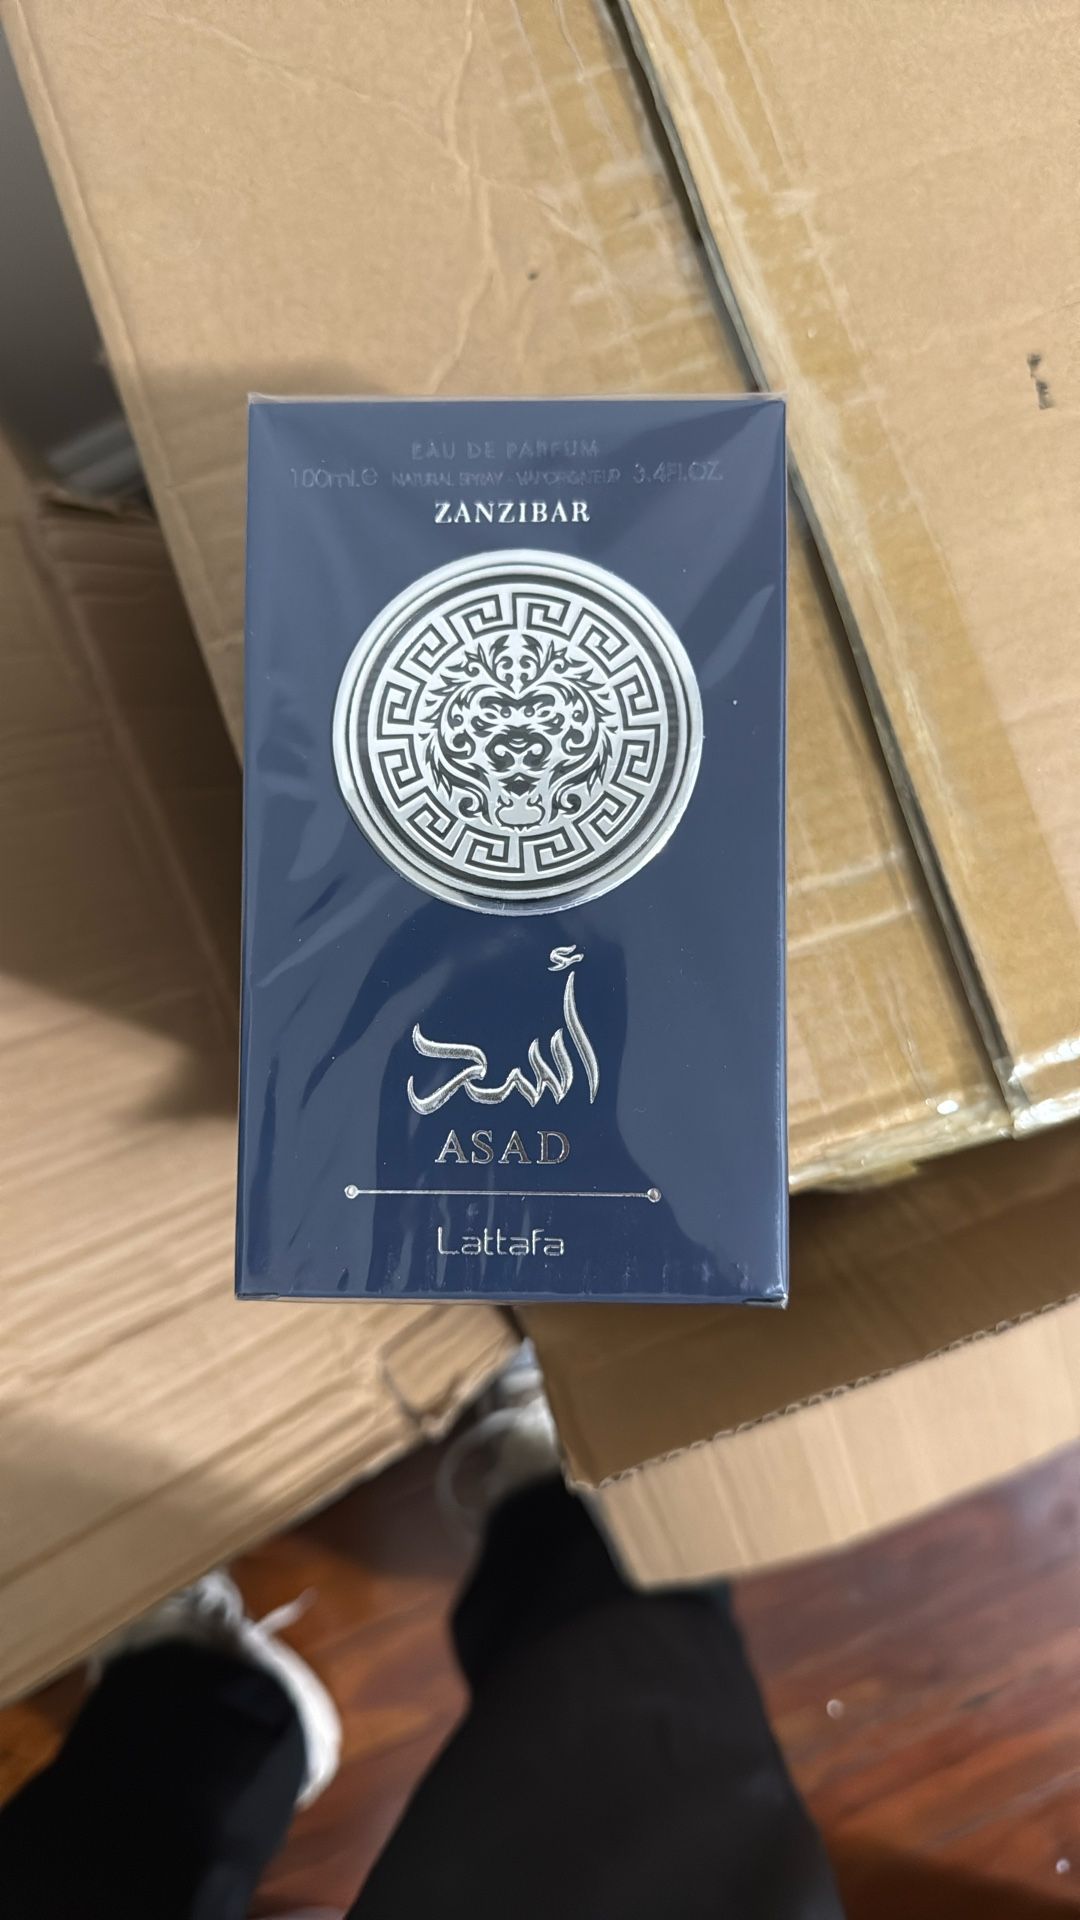 EAU DE PARFUM
100ml.e NATURAL SPRAY - VAPORISATEUR 3.4FL.OZ
ZANZIBAR
أسد
ASAD
Lattafa